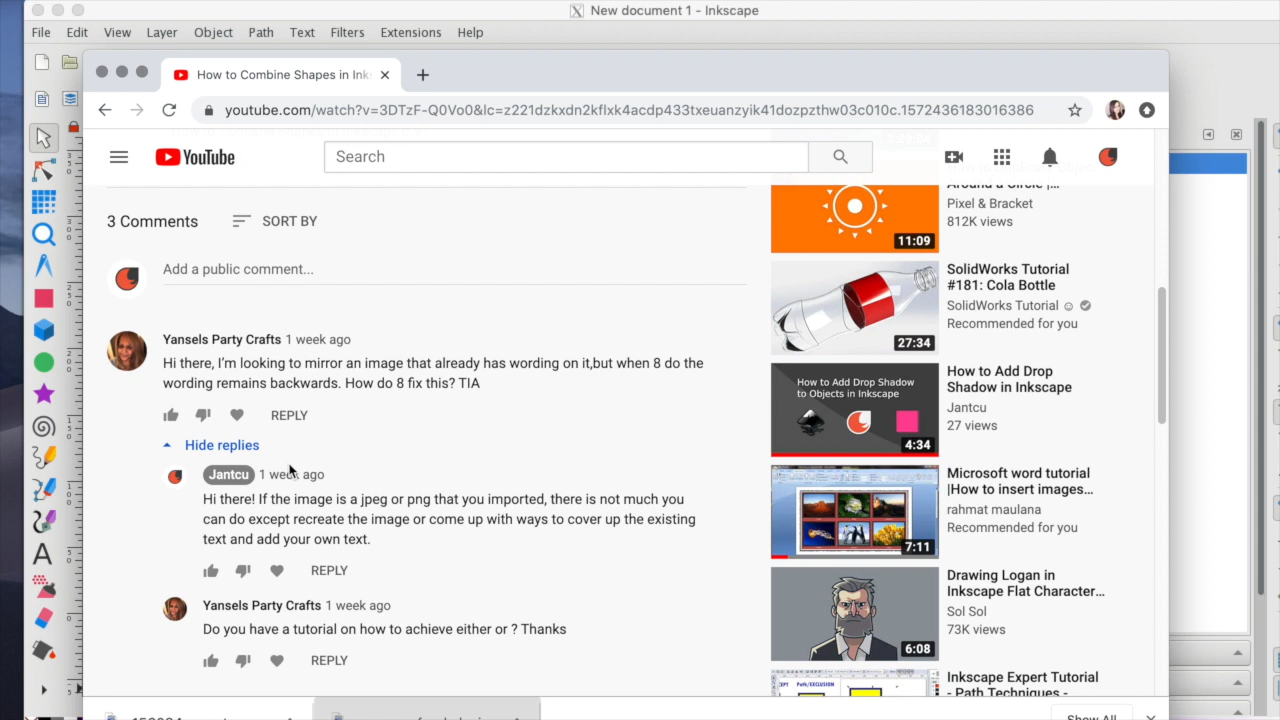 New document 1 - Inkscape
File Edit View Layer Object Path Text Filters Extensions Help
How to Combine Shapes in Ink
youtube.com/watch?v=3DTzF-Q0Vo0&lc=z221dzkxdn2kflxk4acdp433txeuanzyik41dozpzthw03c010c.1572436183016386
YouTube
Search
3 Comments
SORT BY
Add a public comment...
Yansels Party Crafts 1 week ago
Hi there, I'm looking to mirror an image that already has wording on it,but when 8 do the
wording remains backwards. How do 8 fix this? TIA
REPLY
Hide replies
Jantcu 1 week ago
Hi there! If the image is a jpeg or png that you imported, there is not much you
can do except recreate the image or come up with ways to cover up the existing
text and add your own text.
REPLY
Yansels Party Crafts 1 week ago
Do you have a tutorial on how to achieve either or ? Thanks
REPLY
Around a Circle |...
Pixel & Bracket
812K views
11:09
SolidWorks Tutorial
#181: Cola Bottle
SolidWorks Tutorial ☺
Recommended for you
27:34
How to Add Drop Shadow
to Objects in Inkscape
4:34
How to Add Drop
Shadow in Inkscape
Jantcu
27 views
Microsoft word tutorial
|How to insert images...
rahmat maulana
Recommended for you
7:11
Drawing Logan in
Inkscape Flat Character...
Sol Sol
73K views
6:08
Inkscape Expert Tutorial
- Path Techniques -
Path/EXCLUSION
Show All